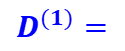 D⁽¹⁾ =